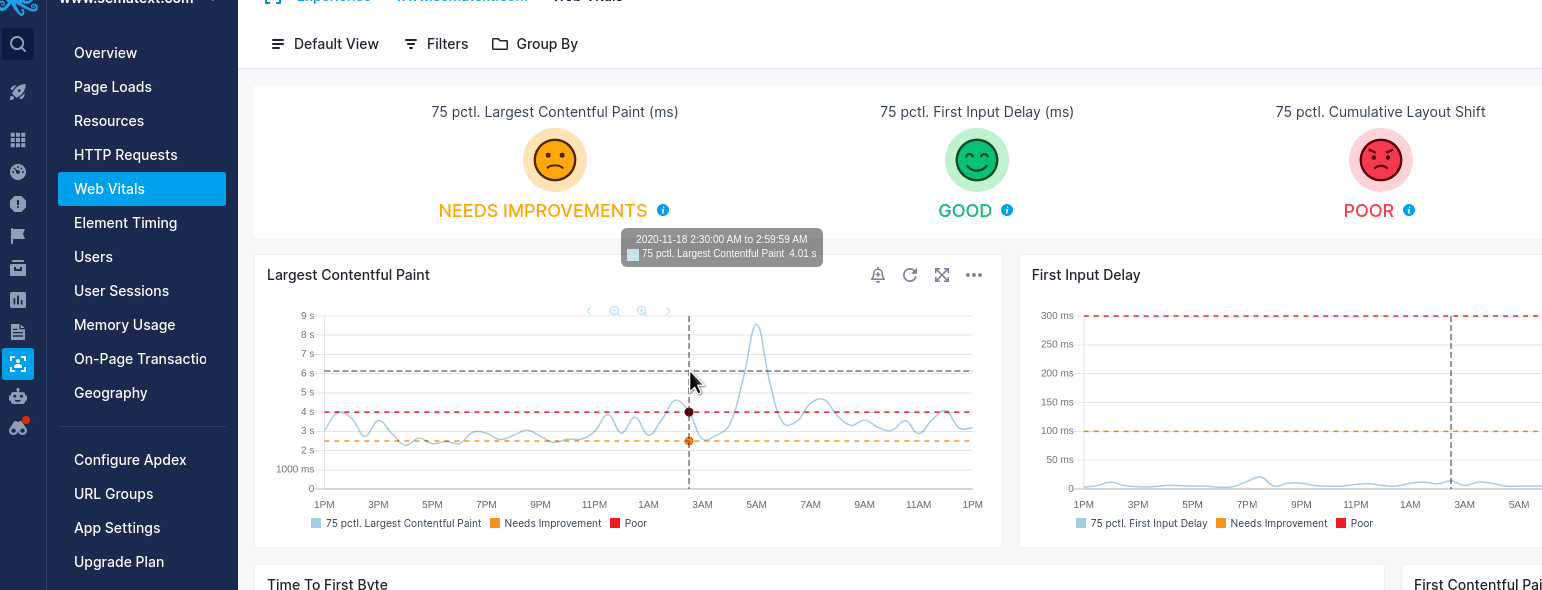 www.sematext.com
Experience www.sematext.com Web Vitals
Overview
Page Loads
Resources
HTTP Requests
Web Vitals
Element Timing
Users
User Sessions
Memory Usage
On-Page Transactio
Geography
Configure Apdex
URL Groups
App Settings
Upgrade Plan
Default View Filters Group By
75 pctl. Largest Contentful Paint (ms)
NEEDS IMPROVEMENTS
75 pctl. First Input Delay (ms)
GOOD
75 pctl. Cumulative Layout Shift
POOR
2020-11-18 2:30:00 AM to 2:59:59 AM
75 pctl. Largest Contentful Paint 4.01 s
Largest Contentful Paint
9 s
8 s
7 s
6 s
5 s
4 s
3 s
2 s
1000 ms
0
1PM 3PM 5PM 7PM 9PM 11PM 1AM 3AM 5AM 7AM 9AM 11AM 1PM
75 pctl. Largest Contentful Paint Needs Improvement Poor
First Input Delay
300 ms
250 ms
200 ms
150 ms
100 ms
50 ms
0
1PM 3PM 5PM 7PM 9PM 11PM 1AM 3AM 5AM
75 pctl. First Input Delay Needs Improvement Poor
Time To First Byte
First Contentful Pai